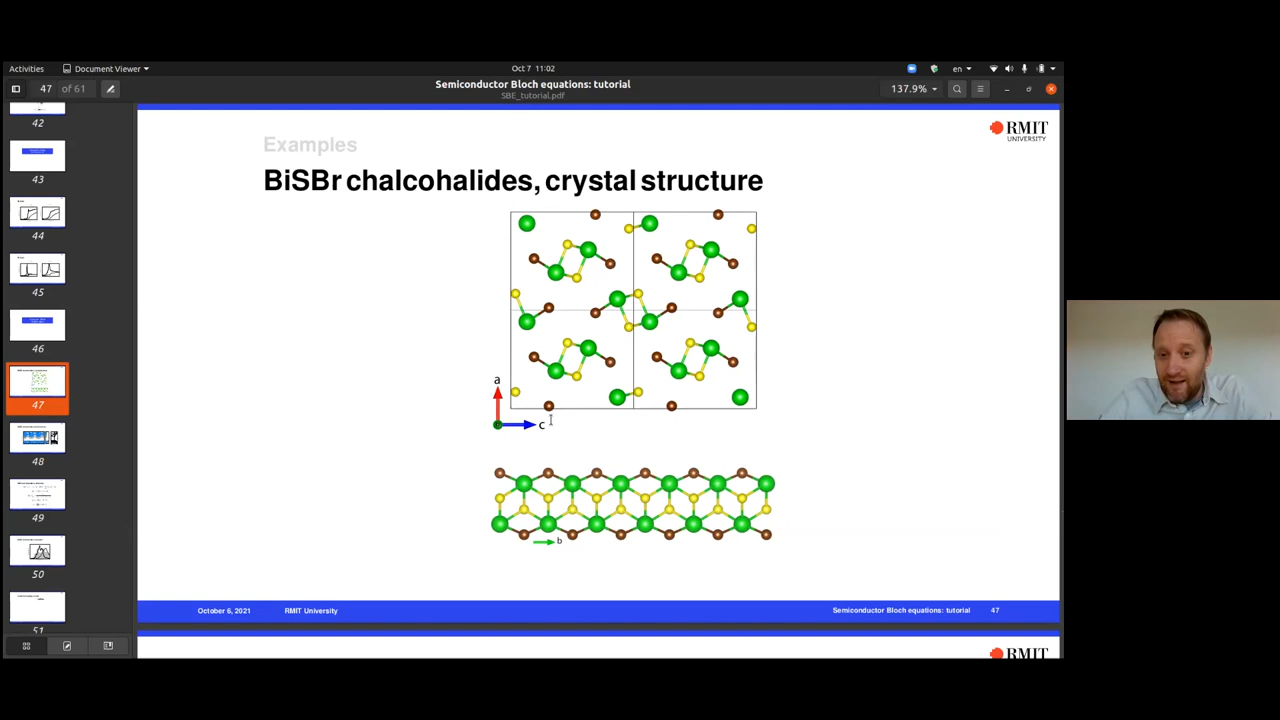 Activities
Document Viewer
Oct 7 11:02
en
47 of 61
Semiconductor Bloch equations: tutorial
SBE_tutorial.pdf
137.9%
42
43
44
45
46
47
48
49
50
51
RMIT
UNIVERSITY
Examples
BiSBr chalcohalides, crystal structure
a
c
b
October 6, 2021
RMIT University
Semiconductor Bloch equations: tutorial
47
RMIT